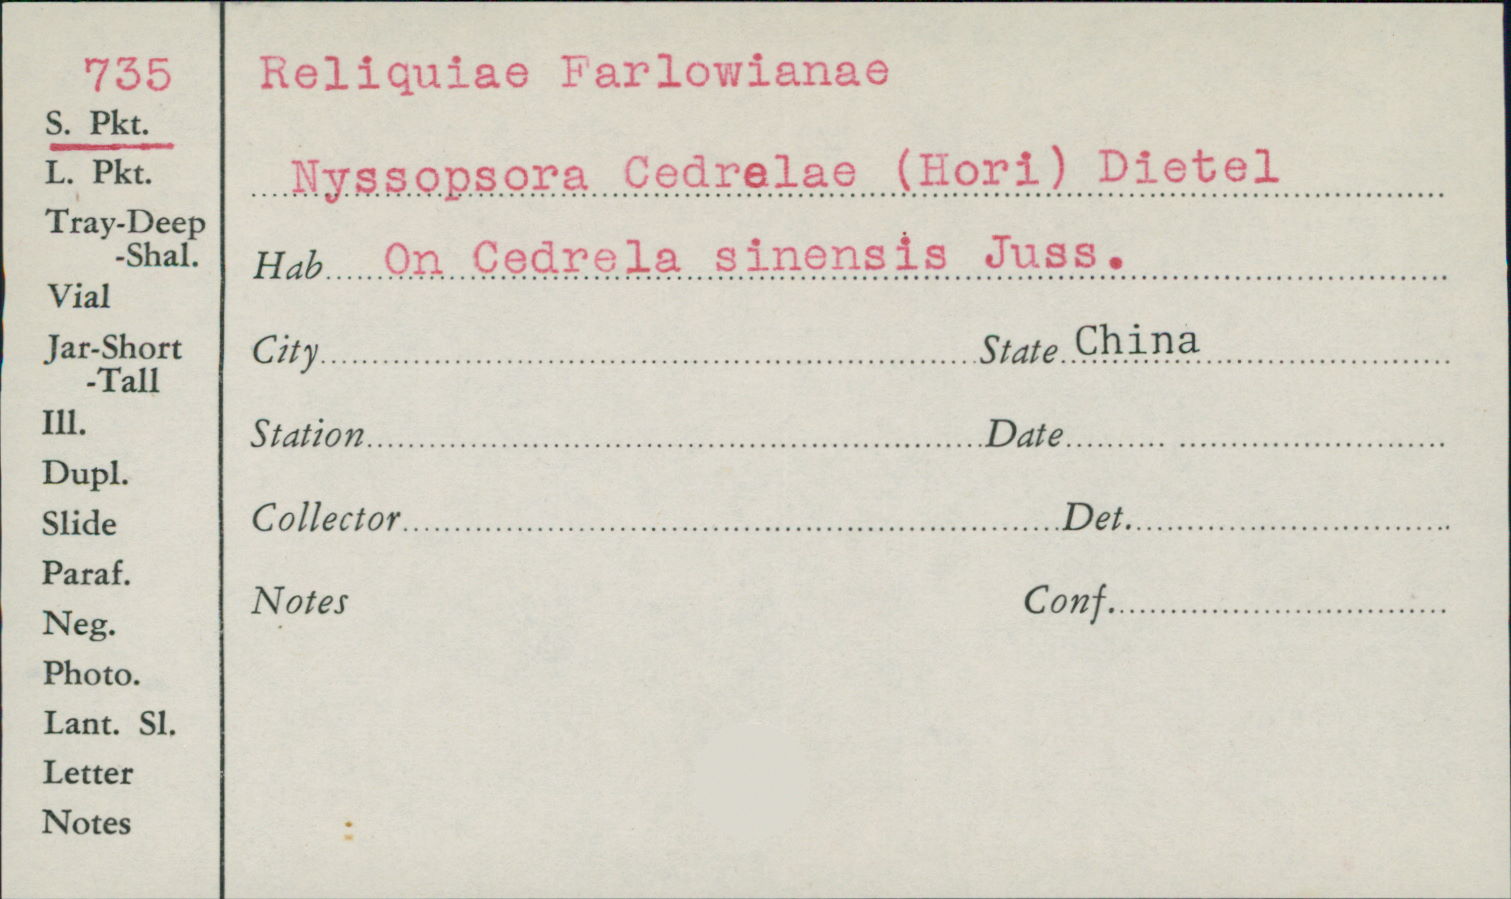 735
S. Pkt.
L. Pkt.
Tray-Deep
-Shal.
Vial
Jar-Short
-Tall
Ill.
Dupl.
Slide
Paraf.
Neg.
Photo.
Lant. Sl.
Letter
Notes
Reliquiae Farlowianae
Nyssopsora Cedrelae (Hori) Dietel
Hab On Cedrela sinensis Juss.
City State China
Station Date
Collector Det.
Notes Conf.